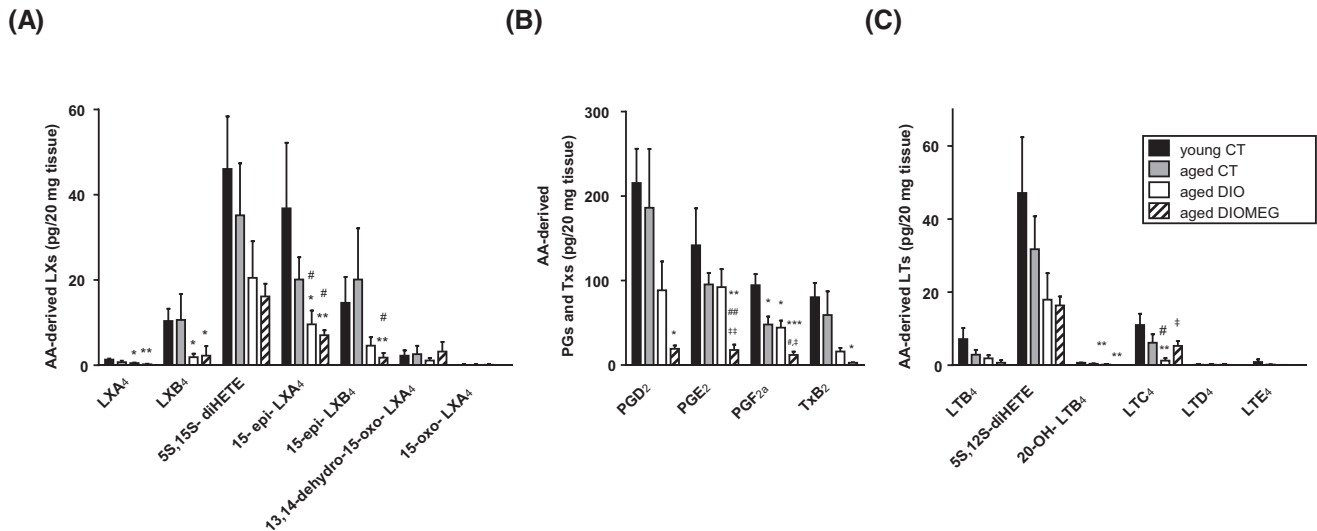 (A)
(B)
(C)
AA-derived LXs (pg/20 mg tissue)
60
40
20
0
#
*
#
**
#
**
* **
*
*
LXA4
LXB4
5S,15S- diHETE
15- epi- LXA4
15-epi- LXB4
13,14-dehydro-15-oxo- LXA4
15-oxo- LXA4
AA-derived
PGs and Txs (pg/20 mg tissue)
300
200
100
0
*
**
##
‡‡
*
*
***
#,‡
*
PGD2
PGE2
PGF2a
TxB2
AA-derived LTs (pg/20 mg tissue)
60
40
20
0
**
**
#
**
‡
LTB4
5S,12S-diHETE
20-OH- LTB4
LTC4
LTD4
LTE4
young CT
aged CT
aged DIO
aged DIOMEG